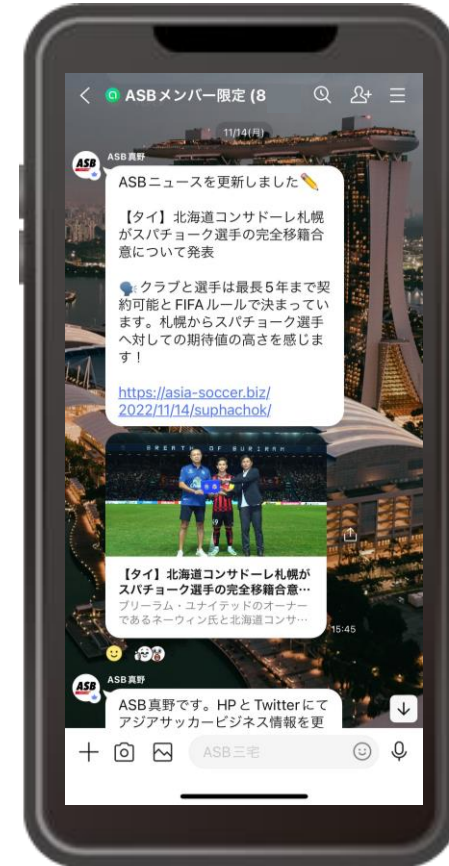 ASBメンバー限定 (8
11/14(月)
ASB
ASB真野
ASBニュースを更新しました✏️
【タイ】北海道コンサドーレ札幌
がスパチョーク選手の完全移籍合
意について発表
🗣️クラブと選手は最長5年まで契
約可能とFIFAルールで決まってい
ます。札幌からスパチョーク選手
へ対しての期待値の高さを感じま
す！
https://asia-soccer.biz/
2022/11/14/suphachok/
BREATH OF BURIRAM
【タイ】北海道コンサドーレ札幌が
スパチョーク選手の完全移籍合意…
ブリーラム・ユナイテッドのオーナー
であるネーウィン氏と北海道コンサ…
15:45
ASB
ASB真野
ASB真野です。HPとTwitterにて
アジアサッカービジネス情報を更
ASB三宅